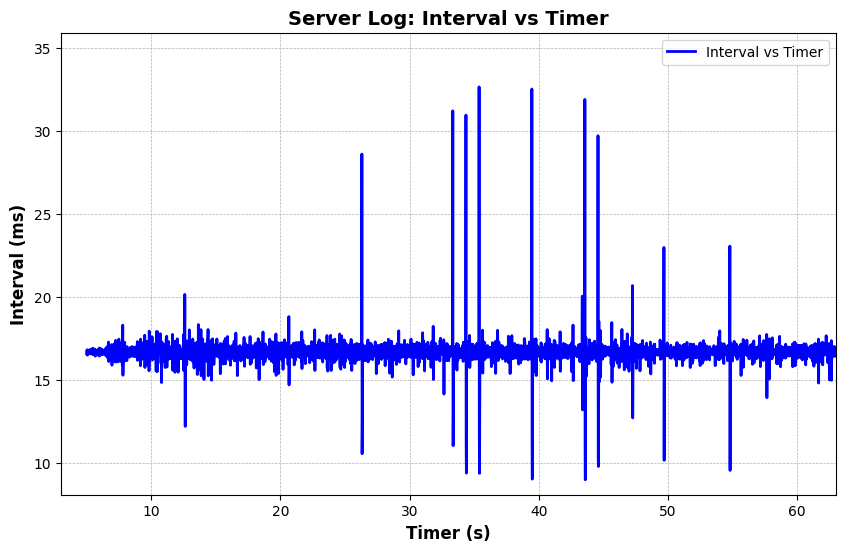 Server Log: Interval vs Timer
Interval vs Timer
35
30
25
20
15
10
Interval (ms)
10 20 30 40 50 60
Timer (s)